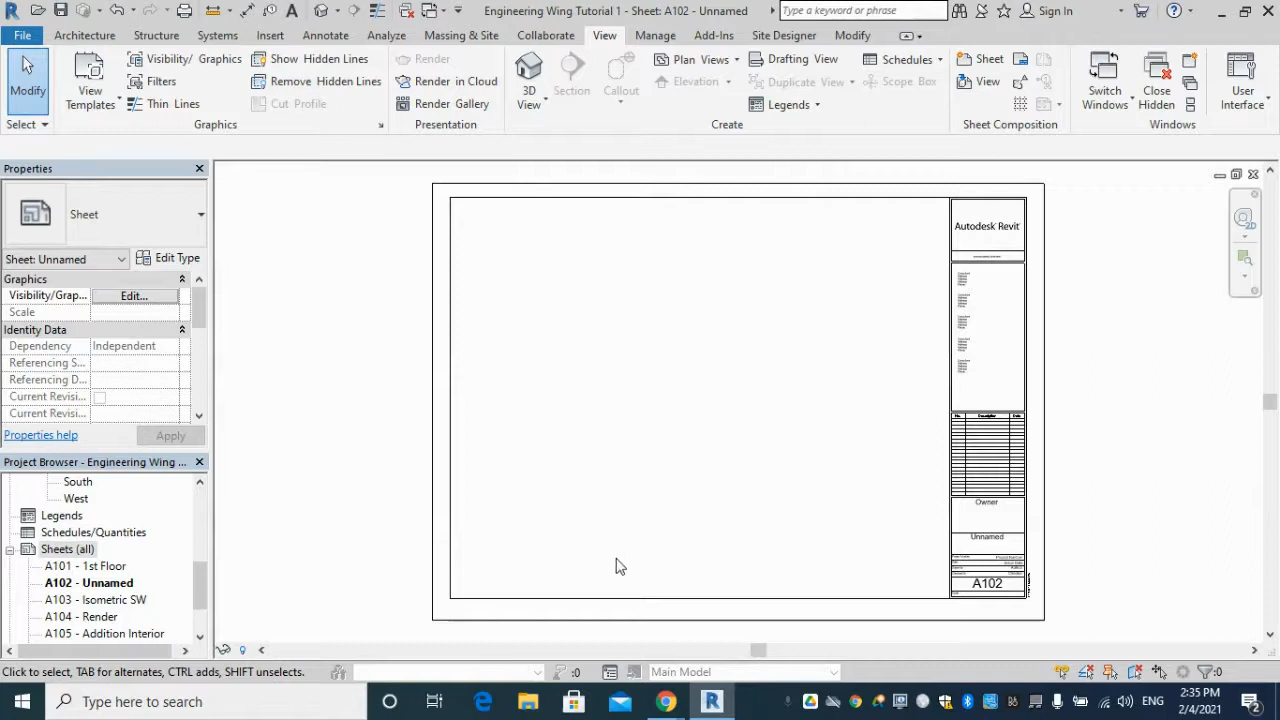 Engineering Wing Tutorial 1 - Sheet: A102 - Unnamed
Type a keyword or phrase
Sign In
File
Architecture
Structure
Systems
Insert
Annotate
Analyze
Massing & Site
Collaborate
View
Manage
Add-Ins
Site Designer
Modify
Modify
Select
View
Templates
Visibility/ Graphics
Filters
Thin Lines
Show Hidden Lines
Remove Hidden Lines
Cut Profile
Graphics
Render
Render in Cloud
Render Gallery
Presentation
3D
View
Section
Callout
Plan Views
Elevation
Drafting View
Duplicate View
Legends
Schedules
Scope Box
Create
Sheet
View
Sheet Composition
Switch
Windows
Close
Hidden
Windows
User
Interface
Properties
Sheet
Sheet: Unnamed
Edit Type
Graphics
Visibility/Grap...
Edit...
Scale
Identity Data
Dependency
Independent
Referencing S...
Referencing D...
Current Revisi...
Current Revisi...
Properties help
Apply
Project Browser - Engineering Wing ...
South
West
Legends
Schedules/Quantities
Sheets (all)
A101 - 1st Floor
A102 - Unnamed
A103 - Isometric SW
A104 - Render
A105 - Addition Interior
2D
Autodesk Revit
No.
Description
Date
Owner
Unnamed
A102
Click to select, TAB for alternates, CTRL adds, SHIFT unselects.
:0
Main Model
:0
Type here to search
ENG
2:35 PM
2/4/2021
2